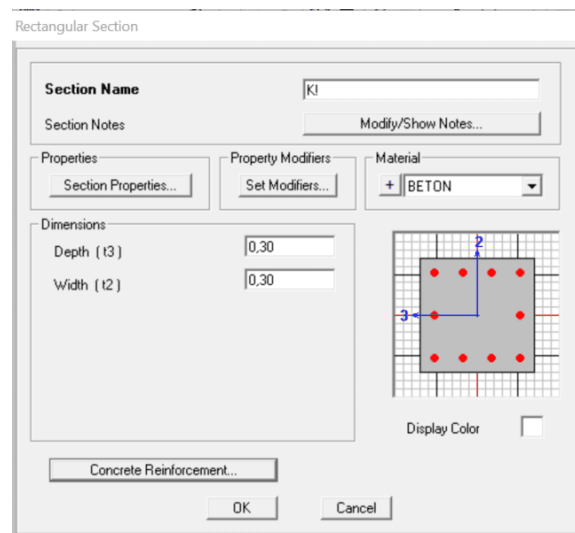 Rectangular Section
Section Name K!
Section Notes Modify/Show Notes...
Properties Property Modifiers Material
Section Properties... Set Modifiers... + BETON
Dimensions
Depth ( t3 ) 0,30
Width ( t2 ) 0,30
2
3
Display Color
Concrete Reinforcement...
OK Cancel